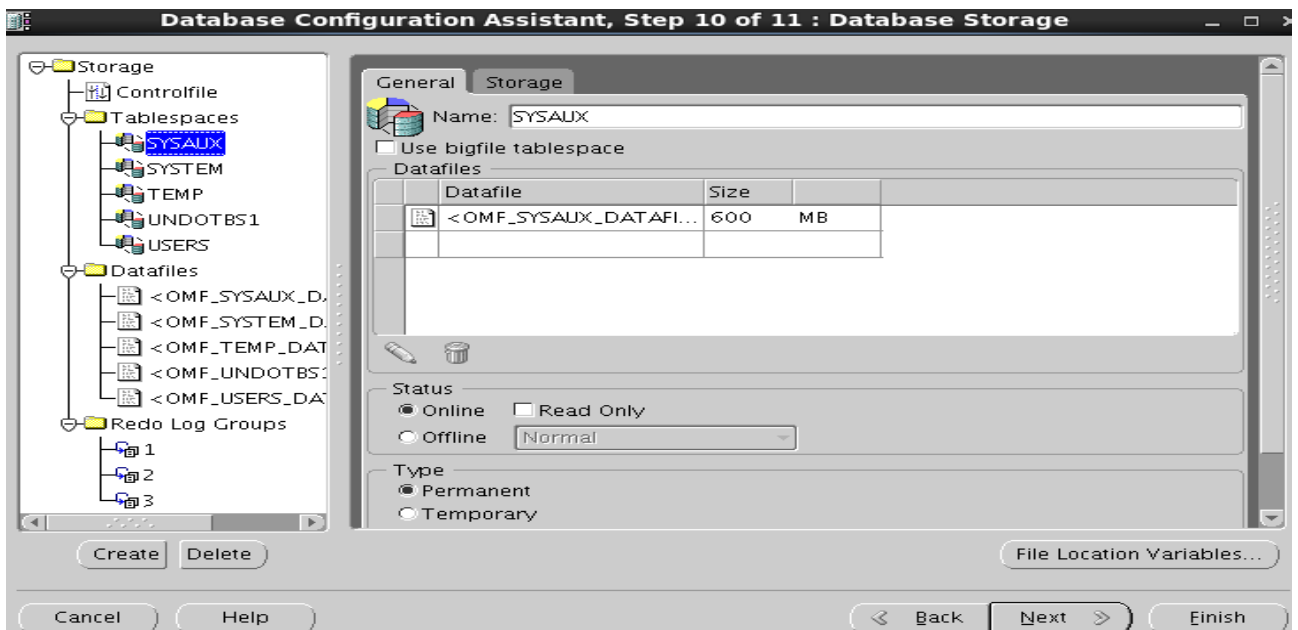 Database Configuration Assistant, Step 10 of 11 : Database Storage
Storage
Controlfile
Tablespaces
SYSAUX
SYSTEM
TEMP
UNDOTBS1
USERS
Datafiles
<OMF_SYSAUX_D
<OMF_SYSTEM_D
<OMF_TEMP_DAT
<OMF_UNDOTBS1
<OMF_USERS_DA
Redo Log Groups
1
2
3
Create Delete
General Storage
Name: SYSAUX
Use bigfile tablespace
Datafiles
Datafile Size
<OMF_SYSAUX_DATAFI... 600 MB
Status
Online Read Only
Offline Normal
Type
Permanent
Temporary
File Location Variables...
Cancel Help Back Next Finish